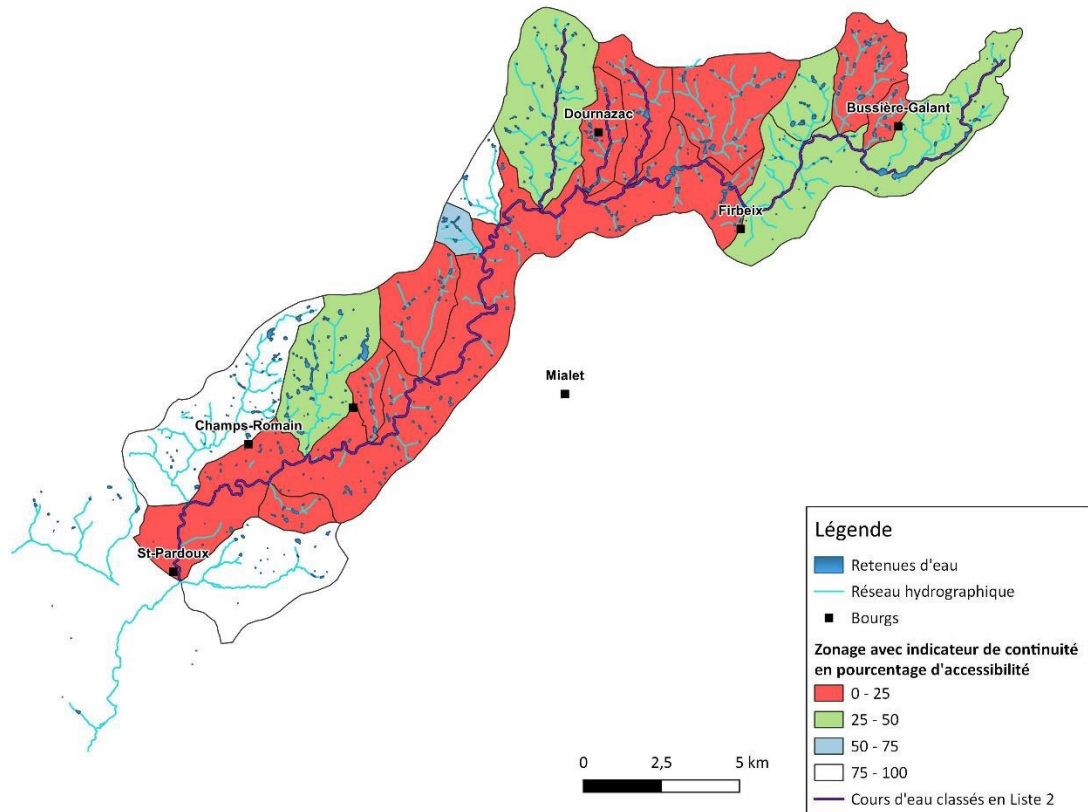 Dournazac
Bussière-Galant
Firbeix
Mialet
Champs-Romain
St-Pardoux
Légende
Retenues d'eau
Réseau hydrographique
Bourgs
Zonage avec indicateur de continuité
en pourcentage d'accessibilité
0 - 25
25 - 50
50 - 75
75 - 100
Cours d'eau classés en Liste 2
0 2,5 5 km